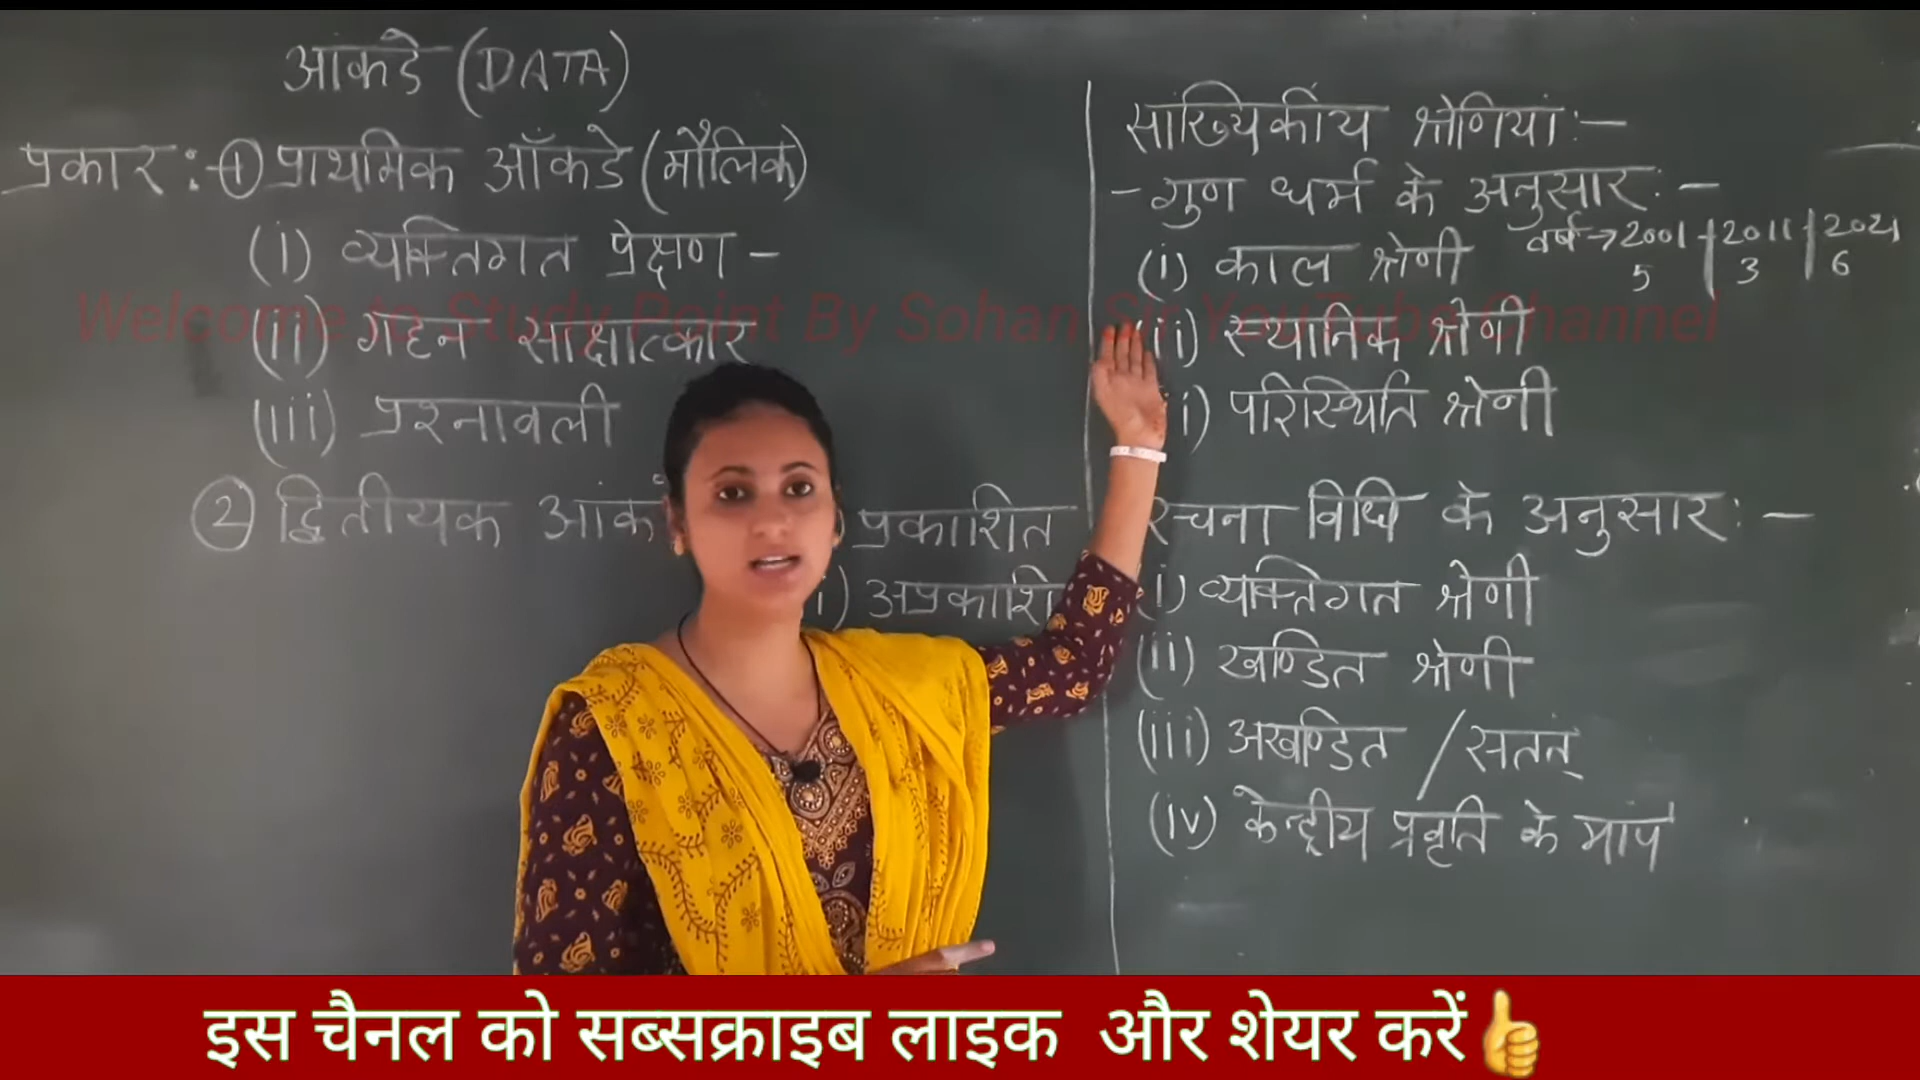 आंकडे (DATA)
प्रकार :- ① प्राथमिक आँकडे (मौलिक)
(i) व्यक्तिगत प्रेक्षण -
(ii) गहन साक्षात्कार
(iii) प्रश्नावली
② द्वितीयक आंक
प्रकाशित
i) अप्रकाशि
सांख्यिकीय श्रेणियां :-
- गुण धर्म के अनुसार :-
वर्ष → 2001 | 2011 | 2021
5 | 3 | 6
(i) काल श्रेणी
ii) स्थानिक श्रेणी
i) परिस्थिति श्रेणी
रचना विधि के अनुसार :-
(i) व्यक्तिगत श्रेणी
(ii) खण्डित श्रेणी
(iii) अखण्डित / सतत्
(iv) केन्द्रीय प्रवृति के माप
Welcome to Study Point By Sohan Sir YouTube Channel
इस चैनल को सब्सक्राइब लाइक और शेयर करें